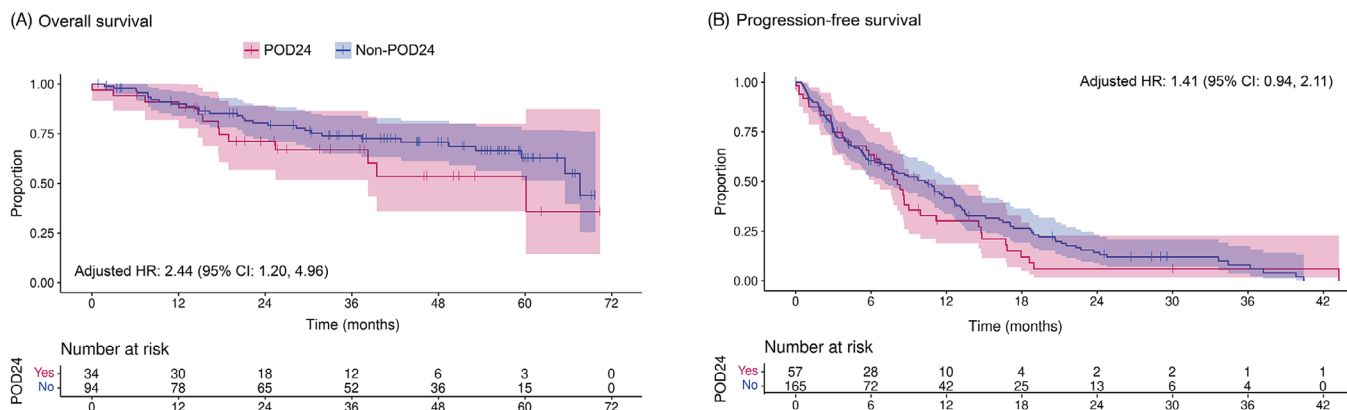 (A) Overall survival
POD24 Non-POD24
1.00
0.75
0.50
0.25
0.00
Proportion
Adjusted HR: 2.44 (95% CI: 1.20, 4.96)
0 12 24 36 48 60 72
Time (months)
Number at risk
POD24
Yes 34 30 18 12 6 3 0
No 94 78 65 52 36 15 0
0 12 24 36 48 60 72
(B) Progression-free survival
Adjusted HR: 1.41 (95% CI: 0.94, 2.11)
1.00
0.75
0.50
0.25
0.00
Proportion
0 6 12 18 24 30 36 42
Time (months)
Number at risk
POD24
Yes 57 28 10 4 2 2 1 1
No 165 72 42 25 13 6 4 0
0 6 12 18 24 30 36 42